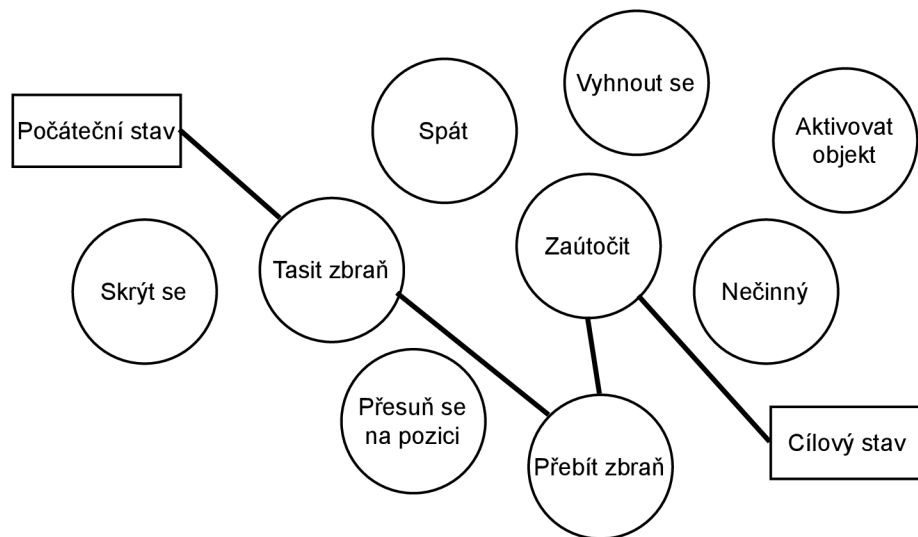 Vyhnout se
Spát
Aktivovat
objekt
Počáteční stav
Zaútočit
Tasit zbraň
Skrýt se
Nečinný
Přesuň se
na pozici
Přebít zbraň
Cílový stav